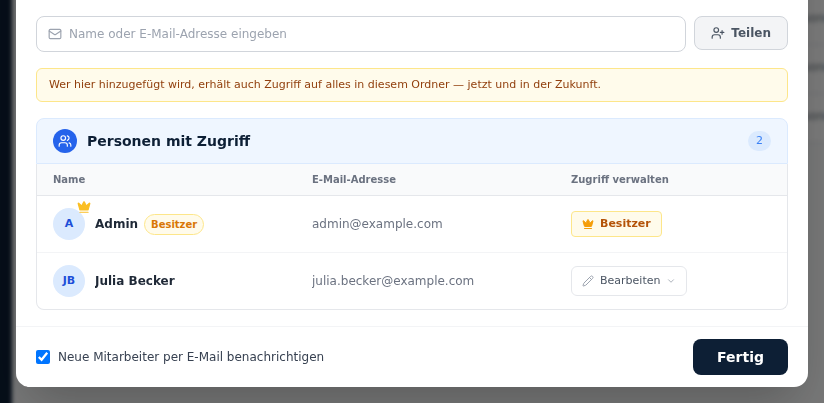 Name oder E-Mail-Adresse eingeben
Teilen
Wer hier hinzugefügt wird, erhält auch Zugriff auf alles in diesem Ordner — jetzt und in der Zukunft.
Personen mit Zugriff
2
Name E-Mail-Adresse Zugriff verwalten
A Admin Besitzer admin@example.com Besitzer
JB Julia Becker julia.becker@example.com Bearbeiten
Neue Mitarbeiter per E-Mail benachrichtigen
Fertig